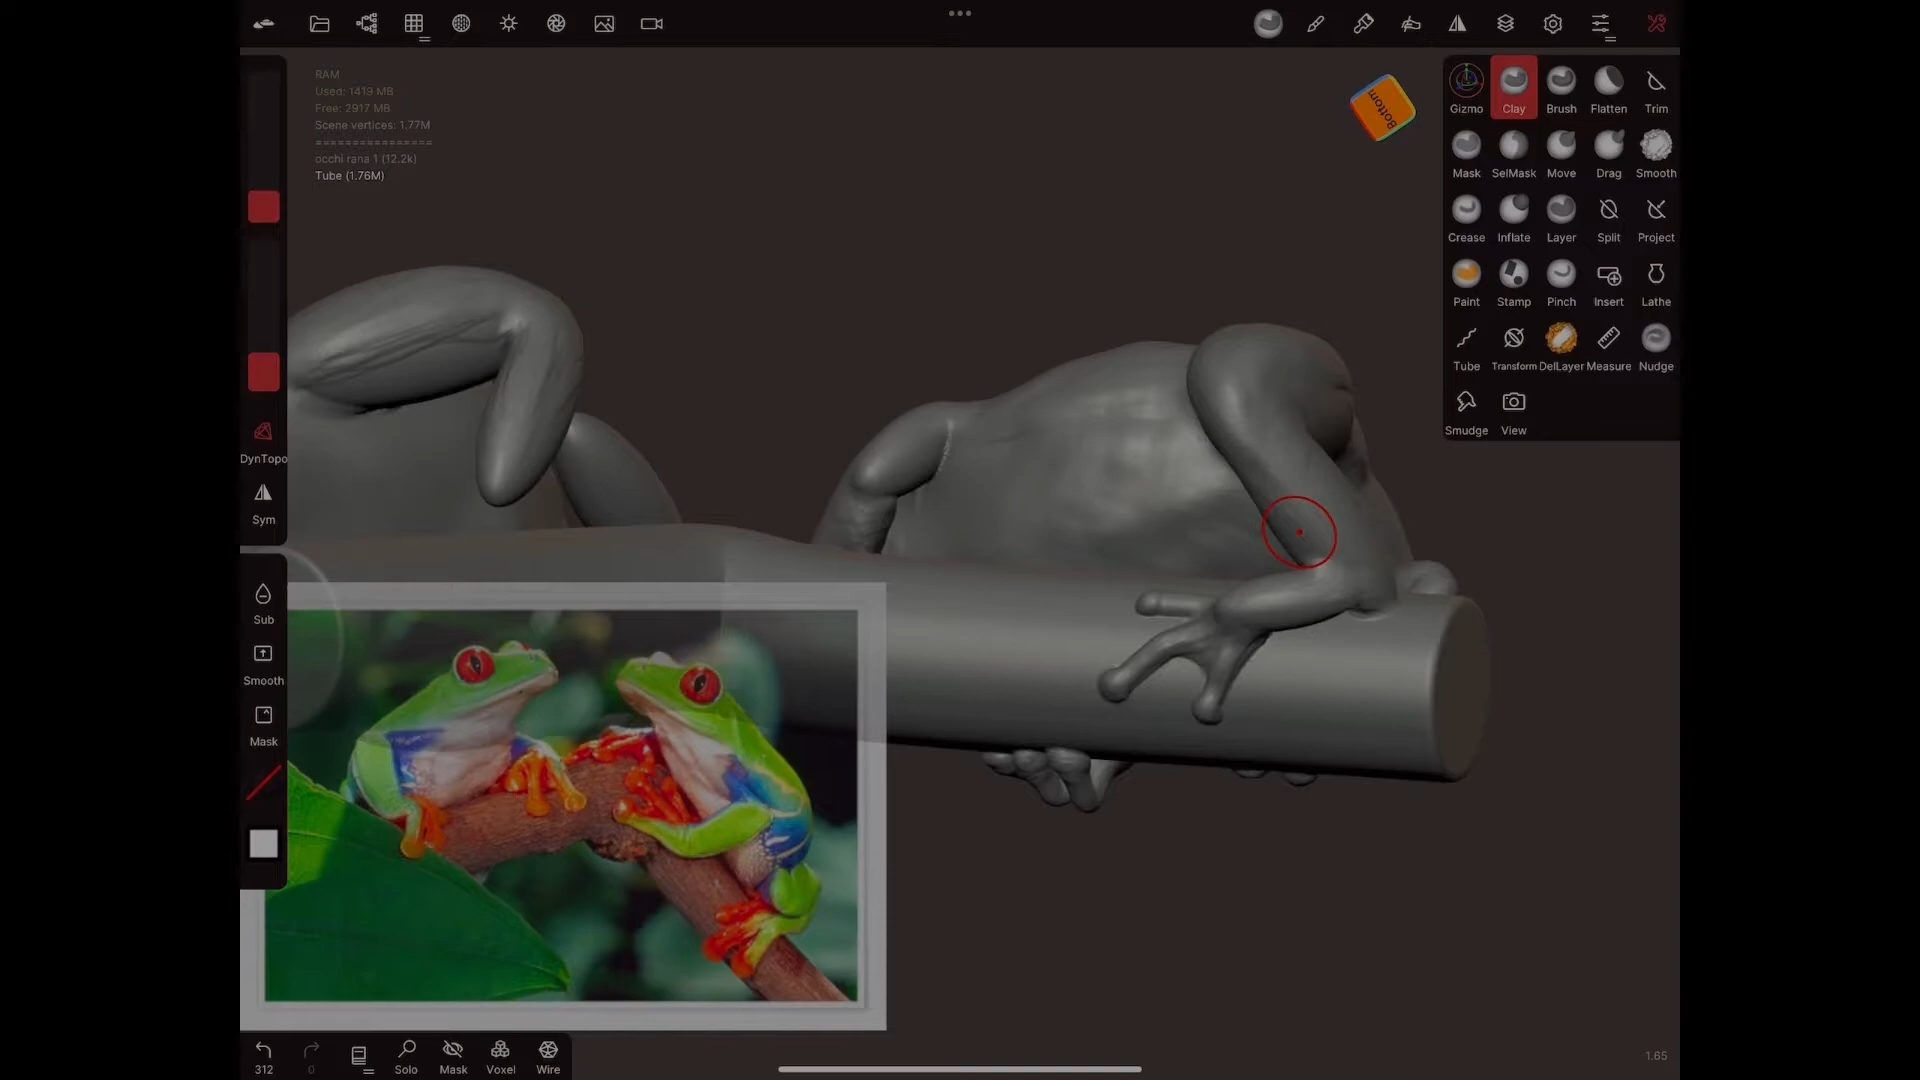 RAM
Used: 1419 MB
Free: 2917 MB
Scene vertices: 1.77M
================
occhi rana 1 (12.2k)
Tube (1.76M)
Bottom
Gizmo Clay Brush Flatten Trim
Mask SelMask Move Drag Smooth
Crease Inflate Layer Split Project
Paint Stamp Pinch Insert Lathe
Tube Transform DelLayer Measure Nudge
Smudge View
DynTopo
Sym
Sub
Smooth
Mask
312 0 Solo Mask Voxel Wire
1.65